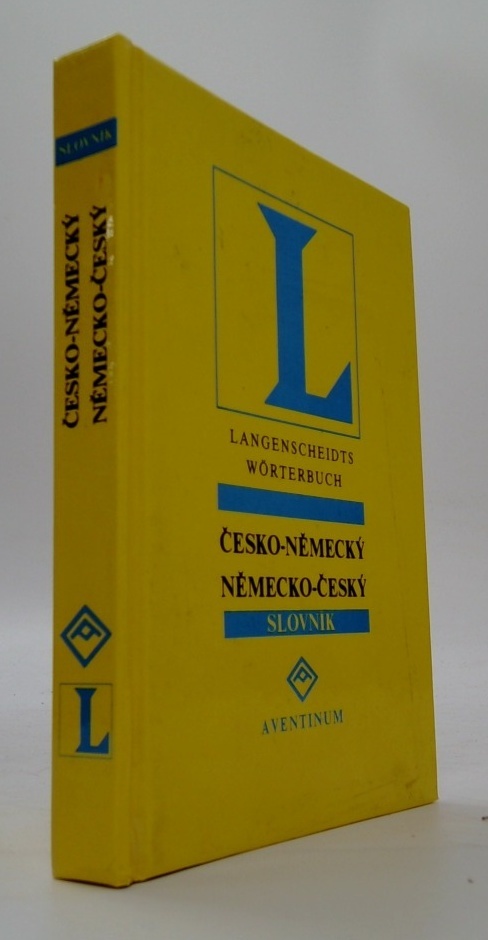 SLOVNÍK
ČESKO-NĚMECKÝ
NĚMECKO-ČESKÝ
L
L
LANGENSCHEIDTS
WÖRTERBUCH
ČESKO-NĚMECKÝ
NĚMECKO-ČESKÝ
SLOVNÍK
AVENTINUM